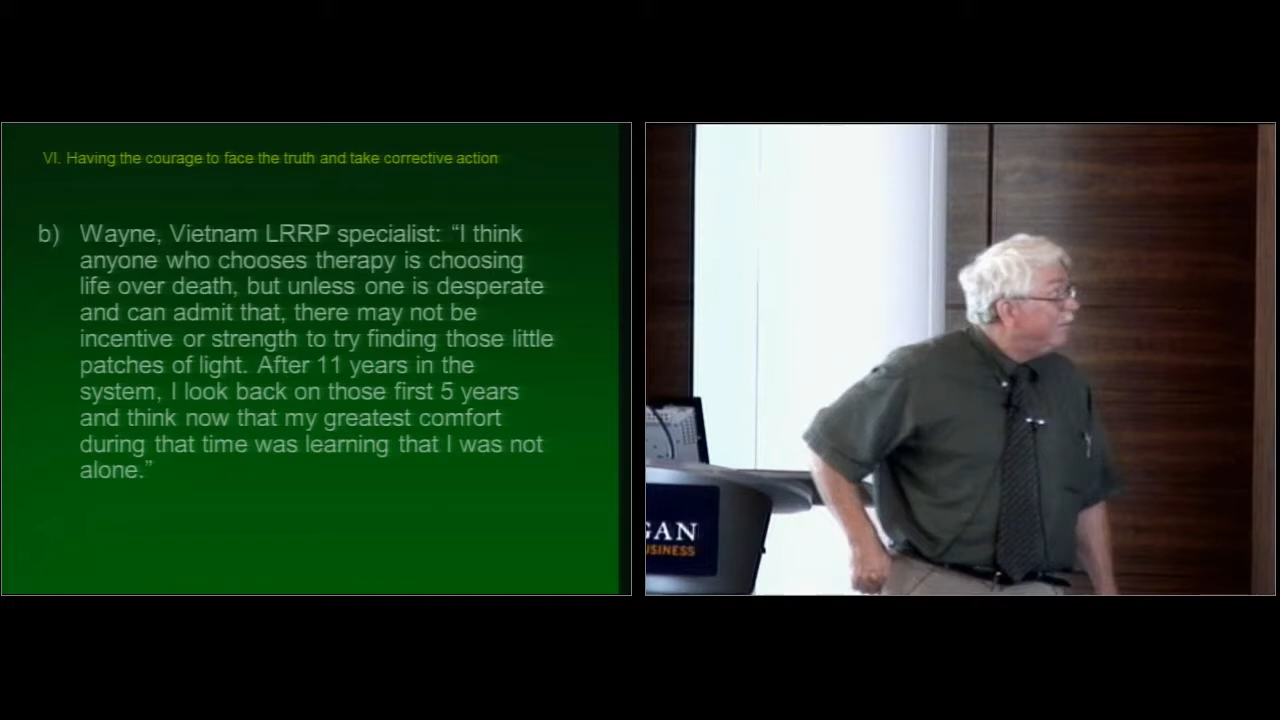 VI. Having the courage to face the truth and take corrective action
b) Wayne, Vietnam LRRP specialist: “I think
anyone who chooses therapy is choosing
life over death, but unless one is desperate
and can admit that, there may not be
incentive or strength to try finding those little
patches of light. After 11 years in the
system, I look back on those first 5 years
and think now that my greatest comfort
during that time was learning that I was not
alone.”
GAN
USINESS